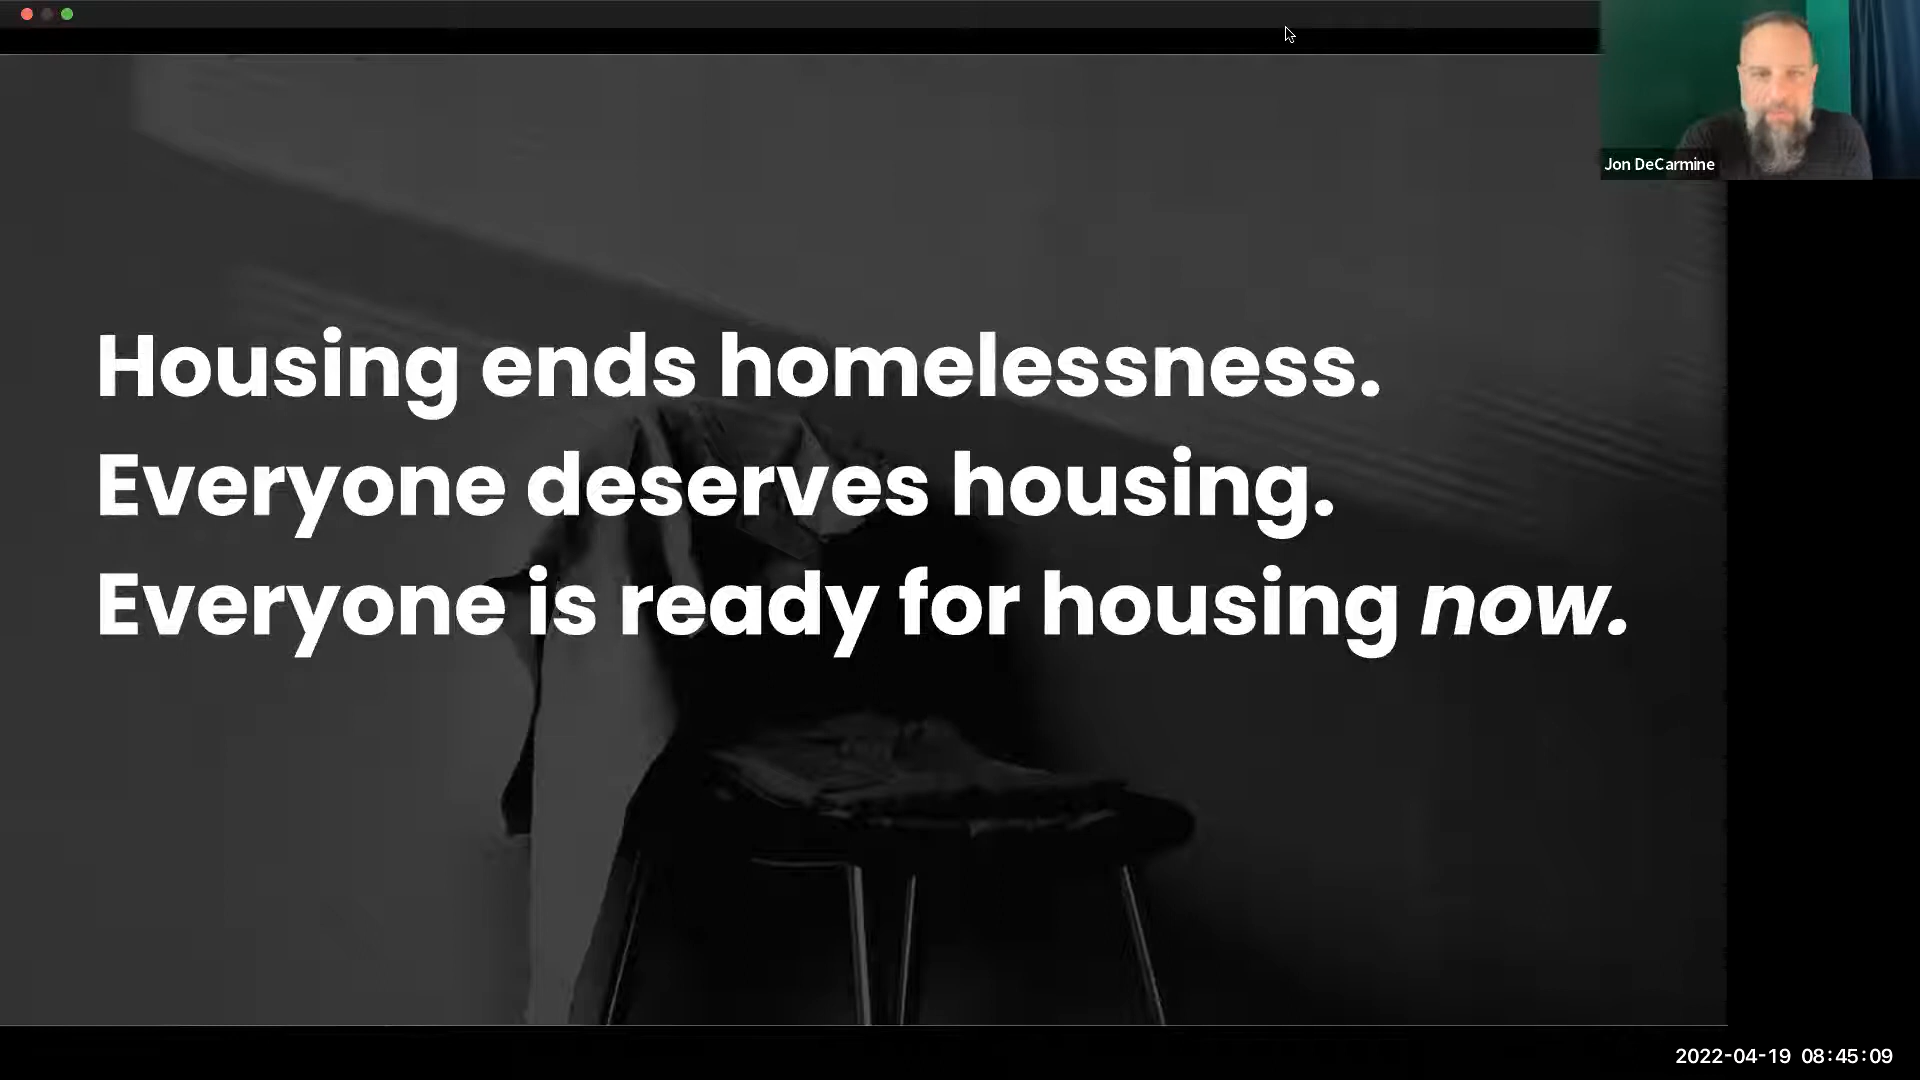 Jon DeCarmine
Housing ends homelessness.
Everyone deserves housing.
Everyone is ready for housing now.
2022-04-19 08:45:09